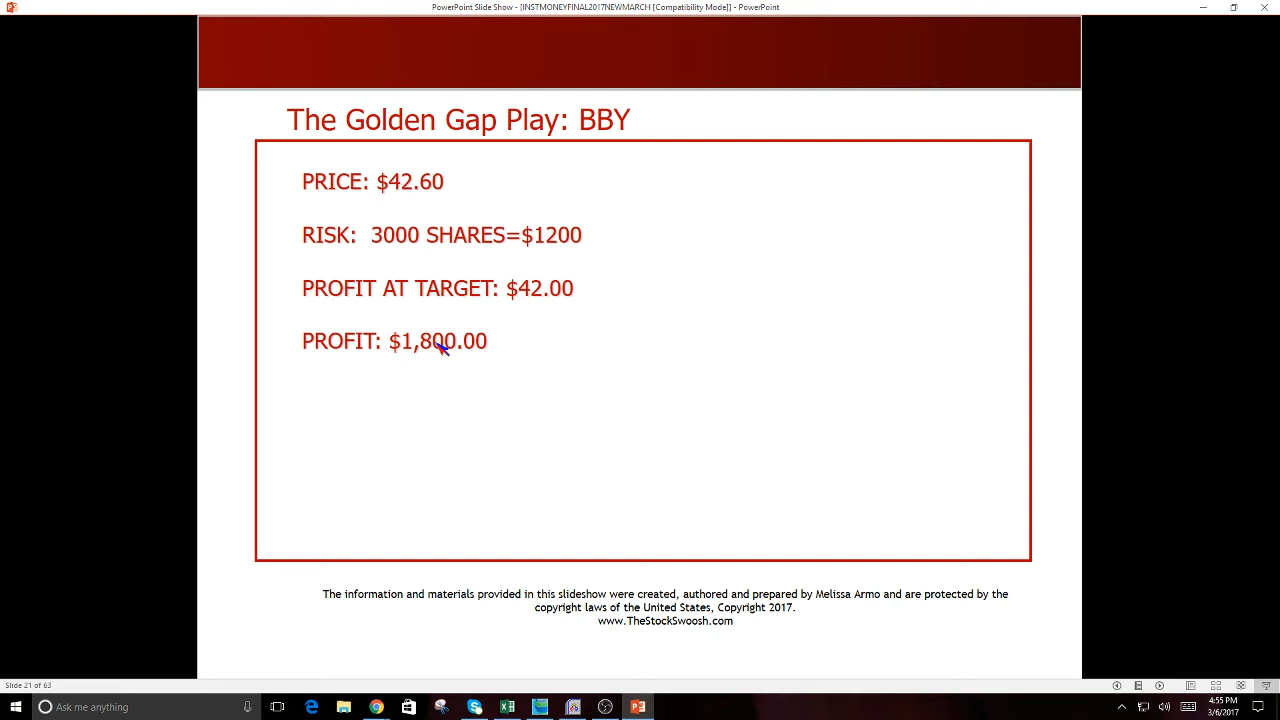 PowerPoint Slide Show - [INSTMONEYFINAL2017NEWMARCH [Compatibility Mode]] - PowerPoint
The Golden Gap Play: BBY
PRICE: $42.60
RISK:  3000 SHARES=$1200
PROFIT AT TARGET: $42.00
PROFIT: $1,800.00
The information and materials provided in this slideshow were created, authored and prepared by Melissa Armo and are protected by the
copyright laws of the United States, Copyright 2017.
www.TheStockSwoosh.com
Slide 21 of 63
Ask me anything
4:55 PM
3/6/2017